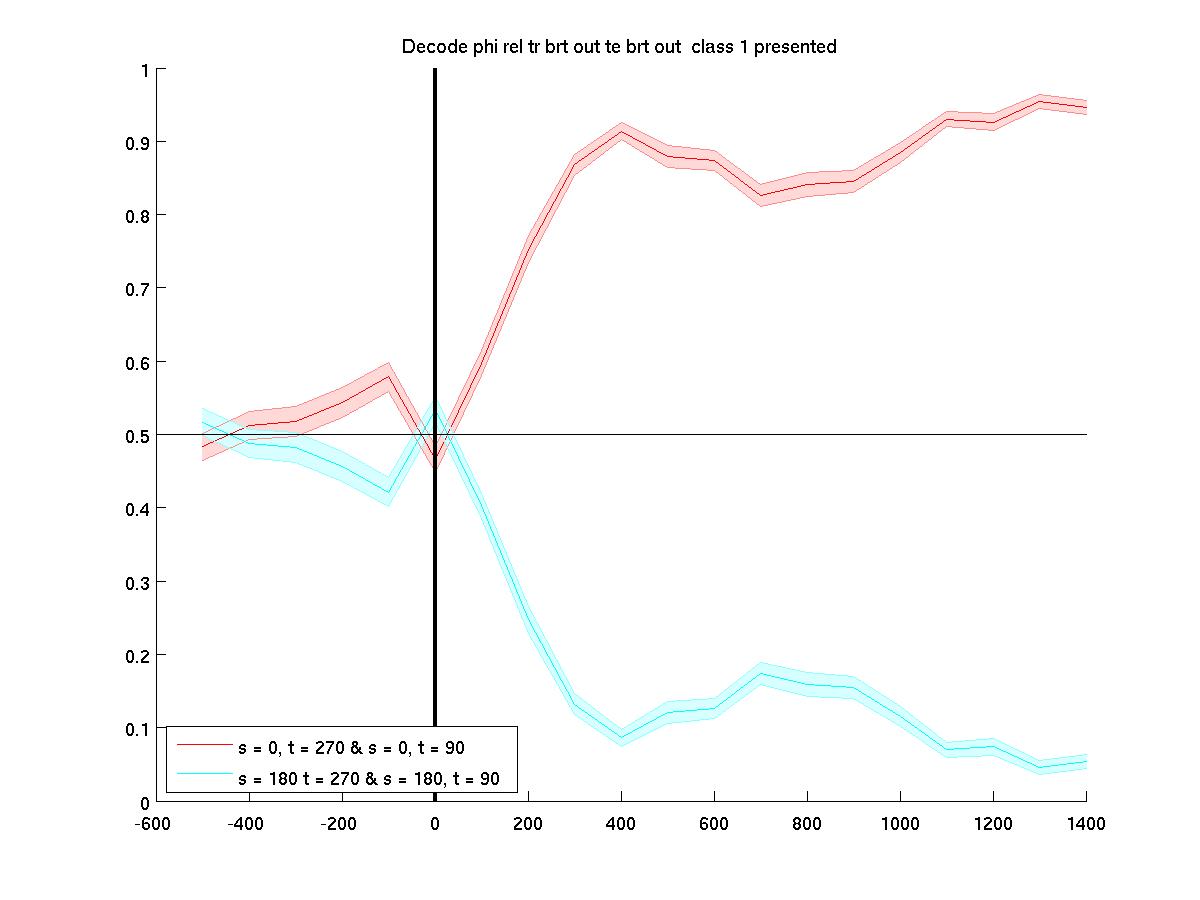 Decode phi rel tr brt out te brt out  class 1 presented
1
0.9
0.8
0.7
0.6
0.5
0.4
0.3
0.2
0.1
0
s = 0, t = 270 & s = 0, t = 90
s = 180 t = 270 & s = 180, t = 90
-600 -400 -200 0 200 400 600 800 1000 1200 1400